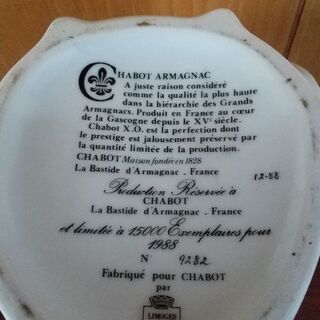 CHABOT ARMAGNAC
A juste raison considéré
comme la qualité la plus haute
dans la hiérarchie des Grands
Armagnacs. Produit en France au cœur
de la Gascogne depuis le XVe siècle.
Chabot X.O. est la perfection dont
le prestige est jalousement préservé par
la quantité limitée de la production.
CHABOT Maison fondée en 1828
La Bastide d'Armagnac . France
12-88
Production Réservée à
CHABOT
La Bastide d'Armagnac . France
et limitée à 15000 Exemplaires pour
1988
N° 9282
Fabriqué pour CHABOT
par
LIMOGES